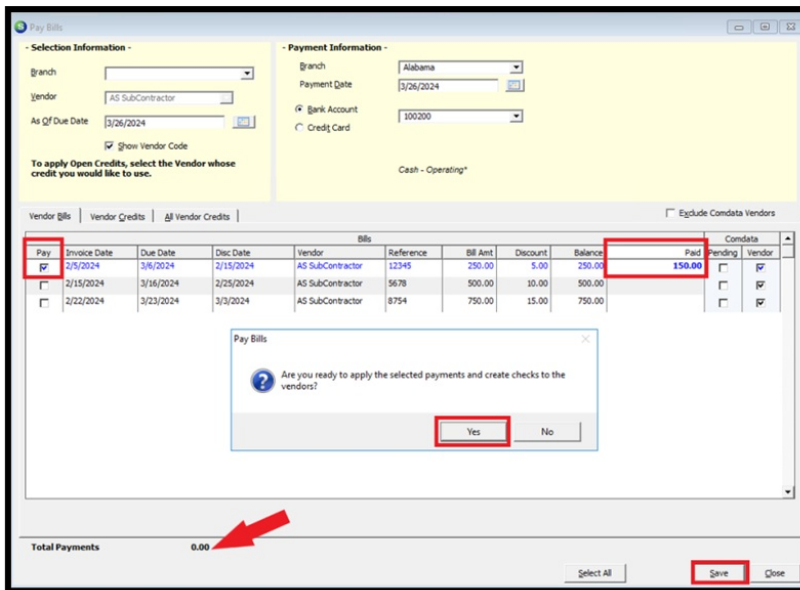 Pay Bills
- Selection Information -
Branch
Vendor
AS SubContractor
As Of Due Date
3/26/2024
Show Vendor Code
To apply Open Credits, select the Vendor whose
credit you would like to use.
- Payment Information -
Branch
Alabama
Payment Date
3/26/2024
Bank Account
100200
Credit Card
Cash - Operating*
Vendor Bills
Vendor Credits
All Vendor Credits
Exclude Comdata Vendors
Bills Comdata
Pay Invoice Date Due Date Disc Date Vendor Reference Bill Amt Discount Balance Paid Pending Vendor
2/5/2024 3/6/2024 2/15/2024 AS SubContractor 12345 250.00 5.00 250.00 150.00
2/15/2024 3/16/2024 2/25/2024 AS SubContractor 5678 500.00 10.00 500.00
2/22/2024 3/23/2024 3/3/2024 AS SubContractor 8754 750.00 15.00 750.00
Pay Bills
Are you ready to apply the selected payments and create checks to the
vendors?
Yes No
Total Payments 0.00
Select All Save Close